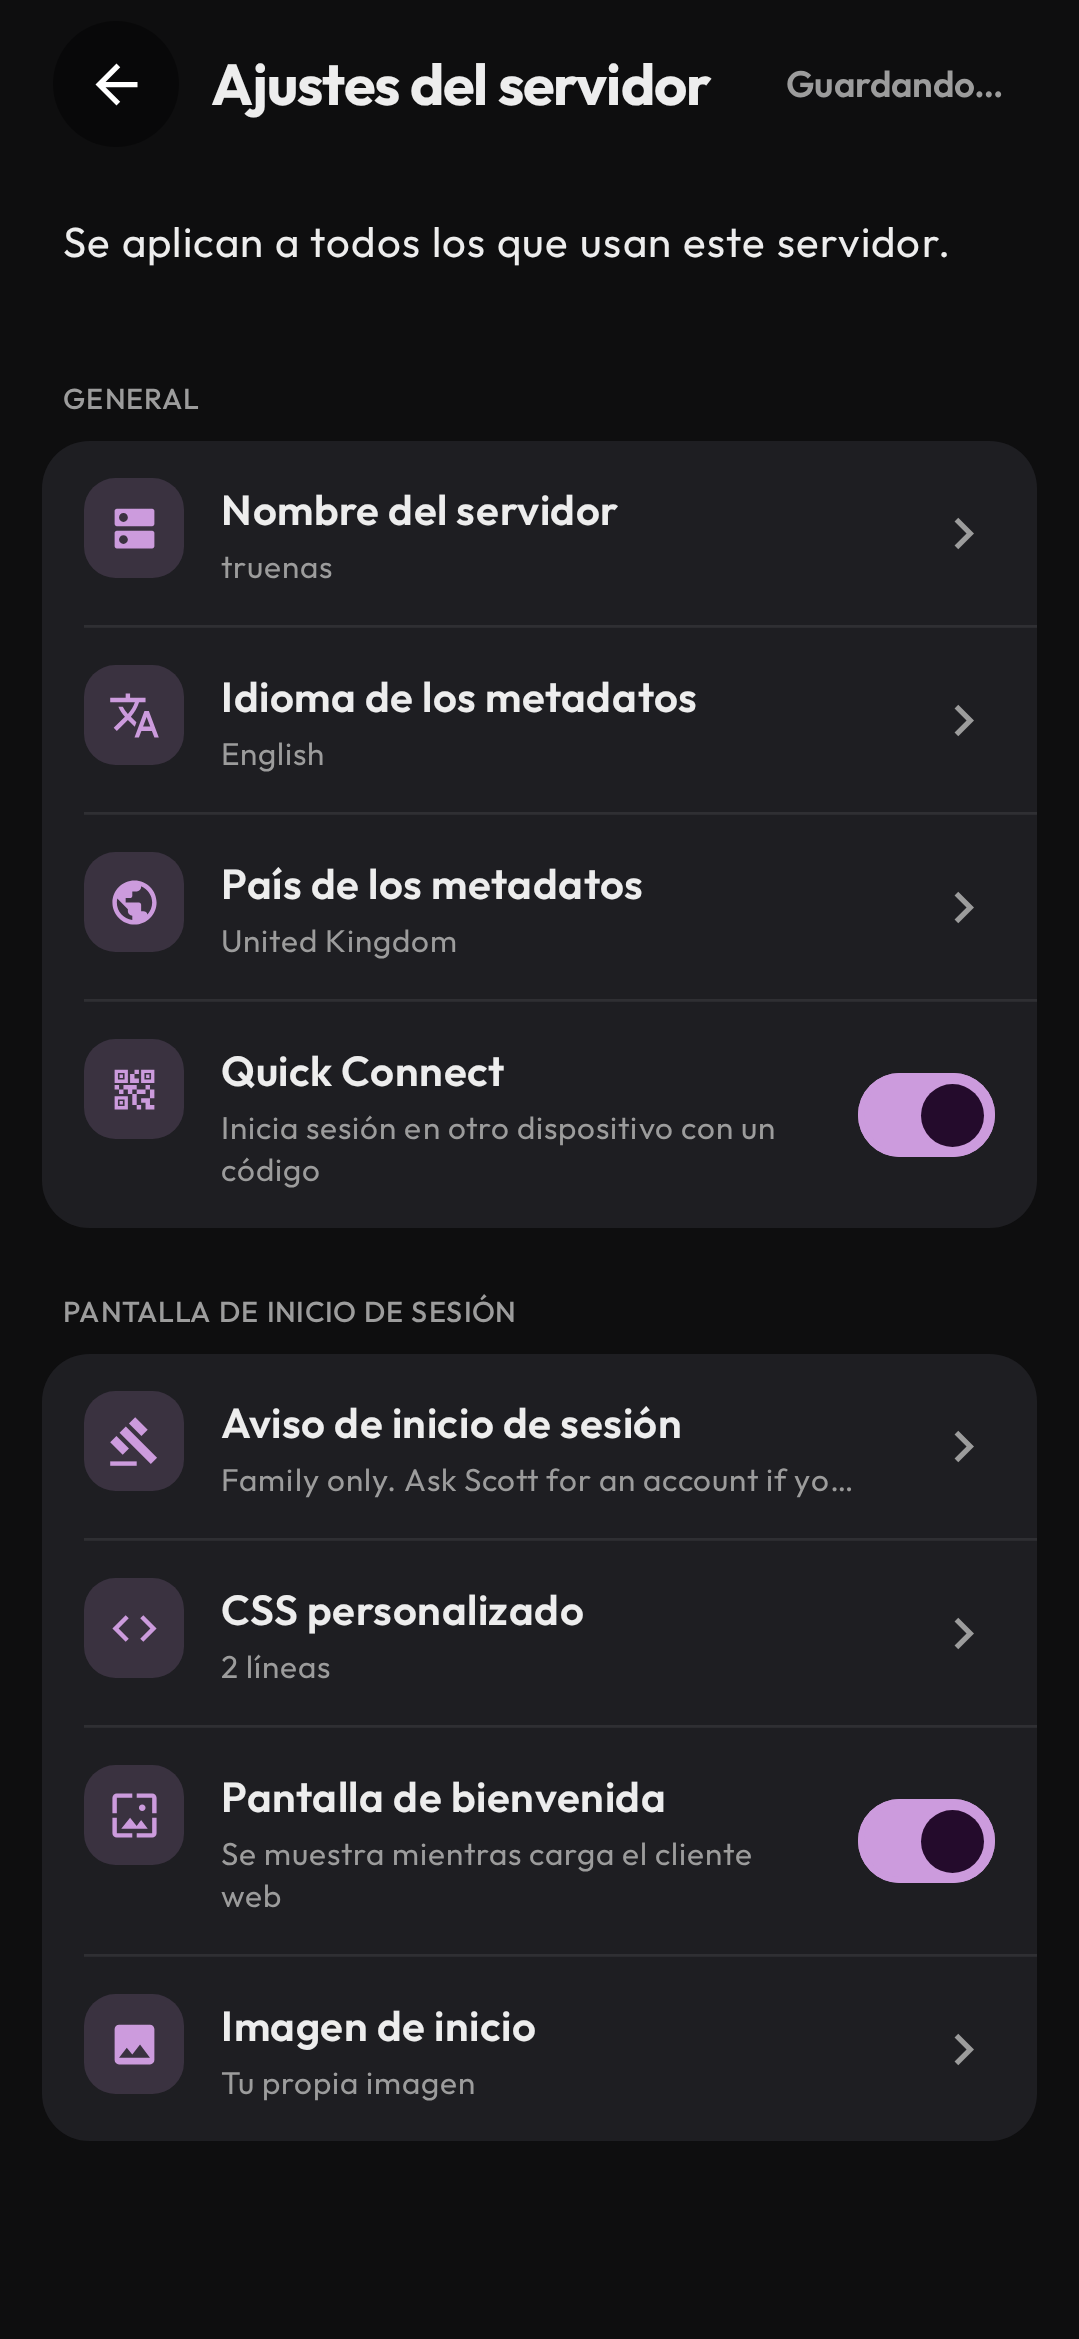 Ajustes del servidor
Guardando...
Se aplican a todos los que usan este servidor.
GENERAL
Nombre del servidor
truenas
Idioma de los metadatos
English
País de los metadatos
United Kingdom
Quick Connect
Inicia sesión en otro dispositivo con un
código
PANTALLA DE INICIO DE SESIÓN
Aviso de inicio de sesión
Family only. Ask Scott for an account if yo...
CSS personalizado
2 líneas
Pantalla de bienvenida
Se muestra mientras carga el cliente
web
Imagen de inicio
Tu propia imagen